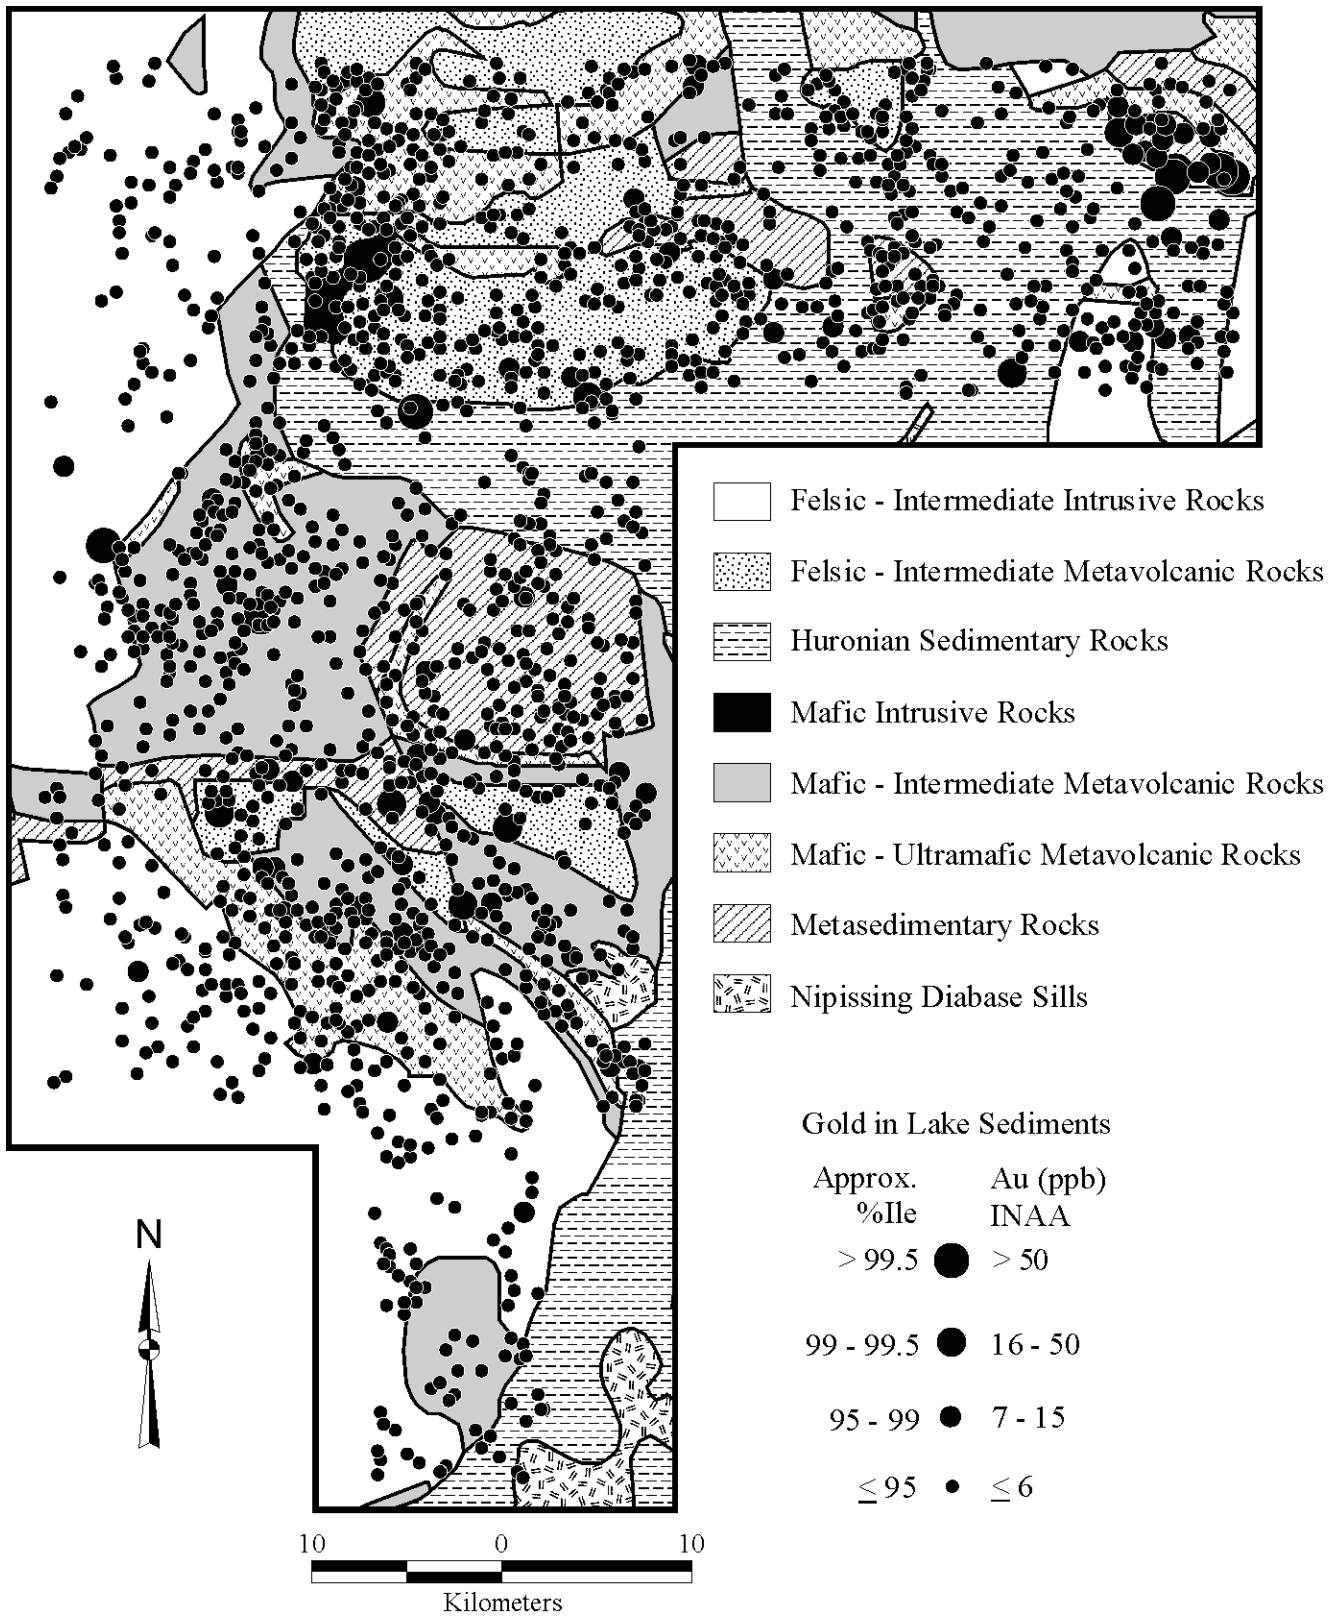 Felsic - Intermediate Intrusive Rocks
Felsic - Intermediate Metavolcanic Rocks
Huronian Sedimentary Rocks
Mafic Intrusive Rocks
Mafic - Intermediate Metavolcanic Rocks
Mafic - Ultramafic Metavolcanic Rocks
Metasedimentary Rocks
Nipissing Diabase Sills
Gold in Lake Sediments
Approx. Au (ppb)
%Ile INAA
> 99.5 > 50
99 - 99.5 16 - 50
95 - 99 7 - 15
≤ 95 ≤ 6
N
10 0 10
Kilometers